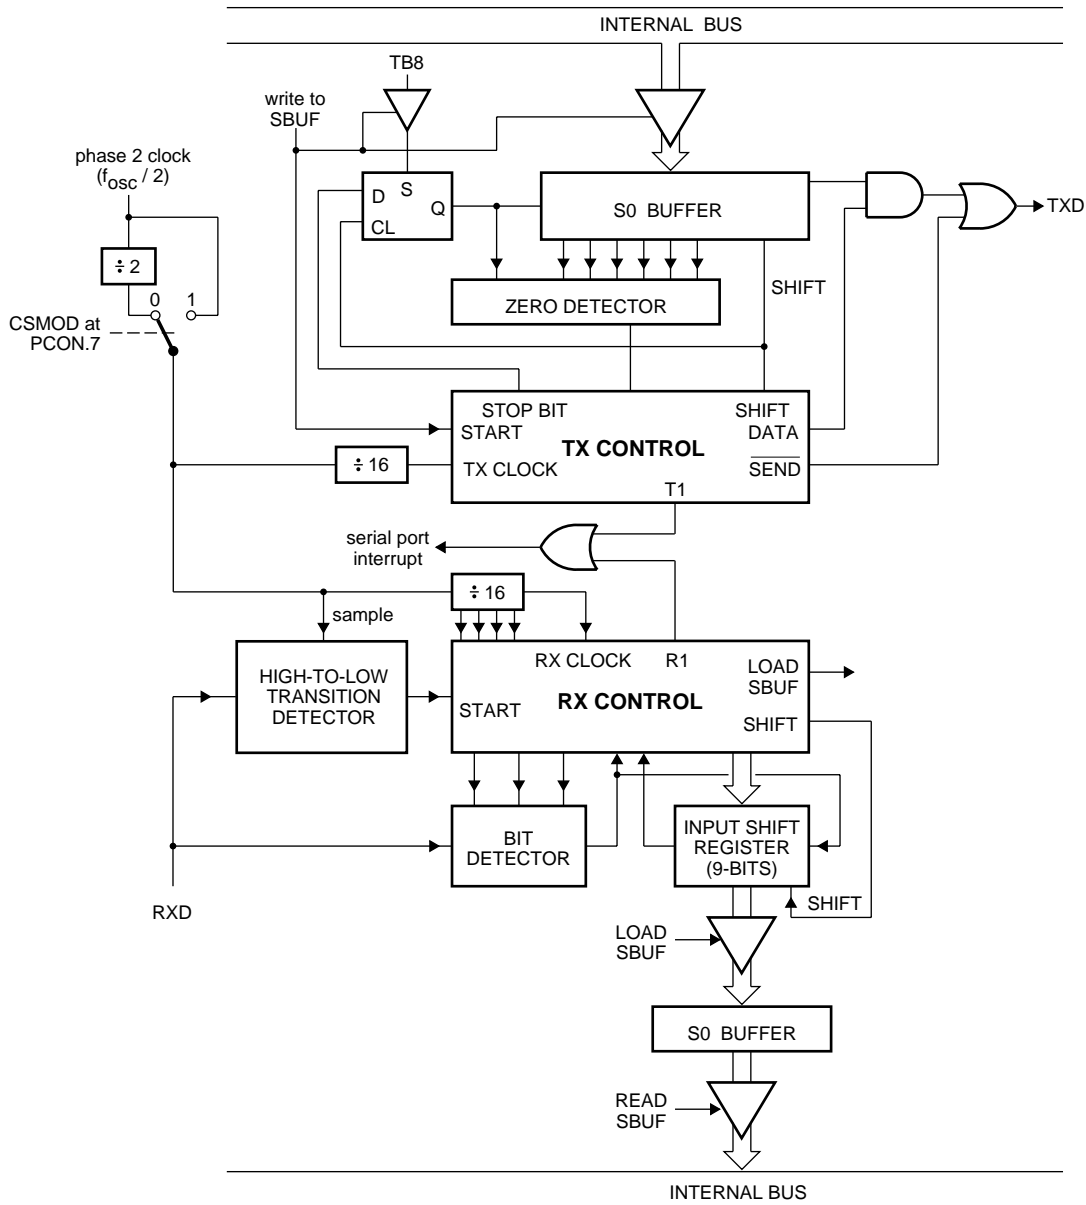 INTERNAL BUS
TB8
write to
SBUF
phase 2 clock
(fosc / 2)
D
S
Q
CL
S0 BUFFER
TXD
÷ 2
0
1
ZERO DETECTOR
SHIFT
CSMOD at
PCON.7
STOP BIT
SHIFT
START
DATA
TX CONTROL
÷ 16
TX CLOCK
SEND
T1
serial port
interrupt
÷ 16
sample
HIGH-TO-LOW
TRANSITION
DETECTOR
RX CLOCK
R1
LOAD
SBUF
RX CONTROL
START
SHIFT
BIT
DETECTOR
INPUT SHIFT
REGISTER
(9-BITS)
RXD
SHIFT
LOAD
SBUF
S0 BUFFER
READ
SBUF
INTERNAL BUS